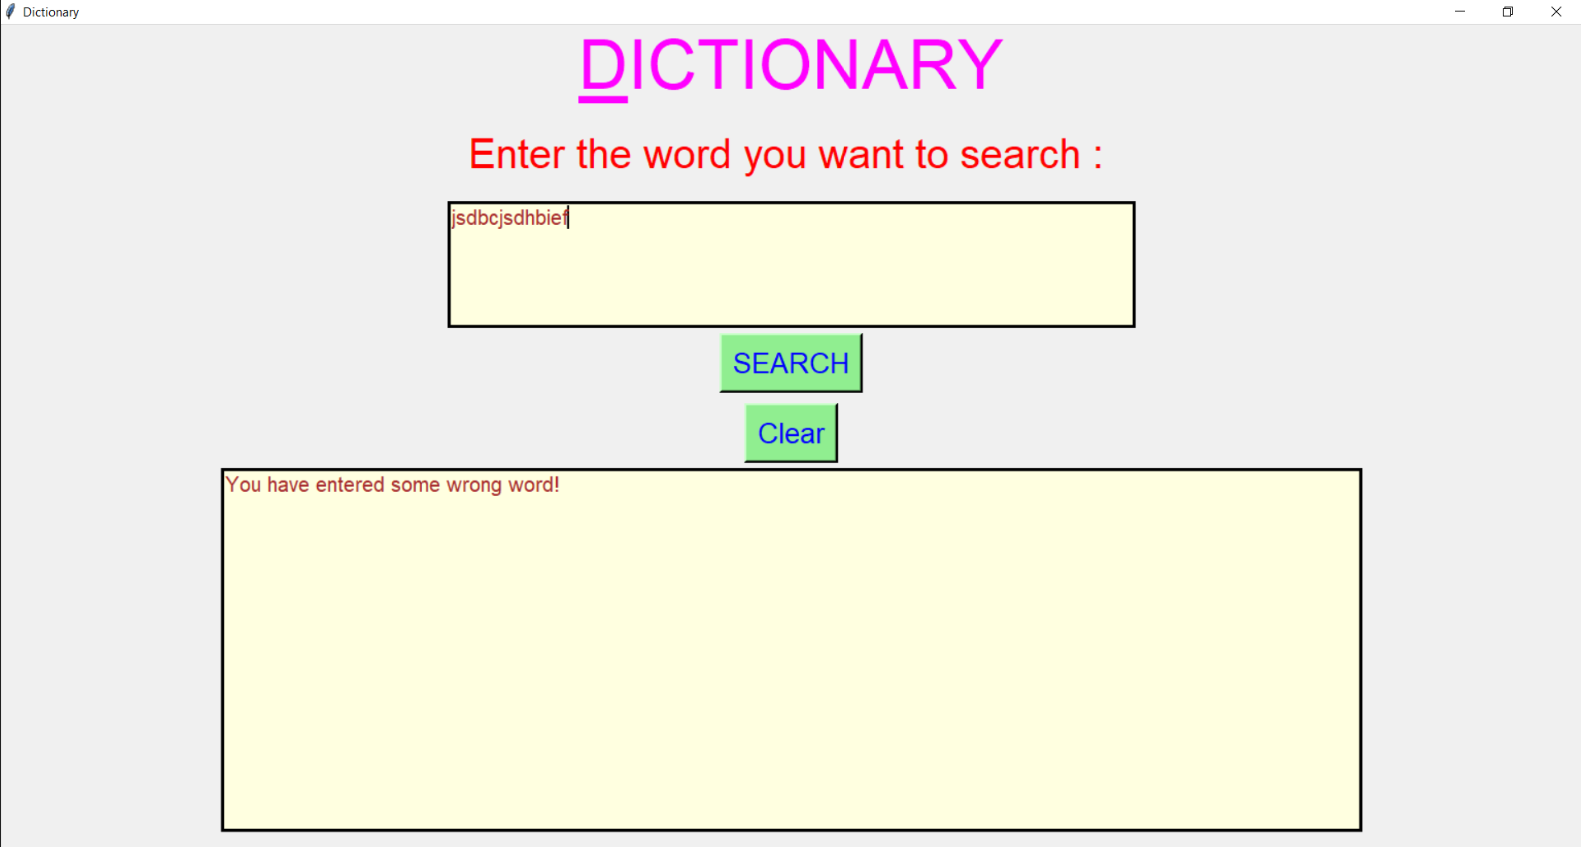 Dictionary
DICTIONARY
Enter the word you want to search :
jsdbcjsdhbief
SEARCH
Clear
You have entered some wrong word!